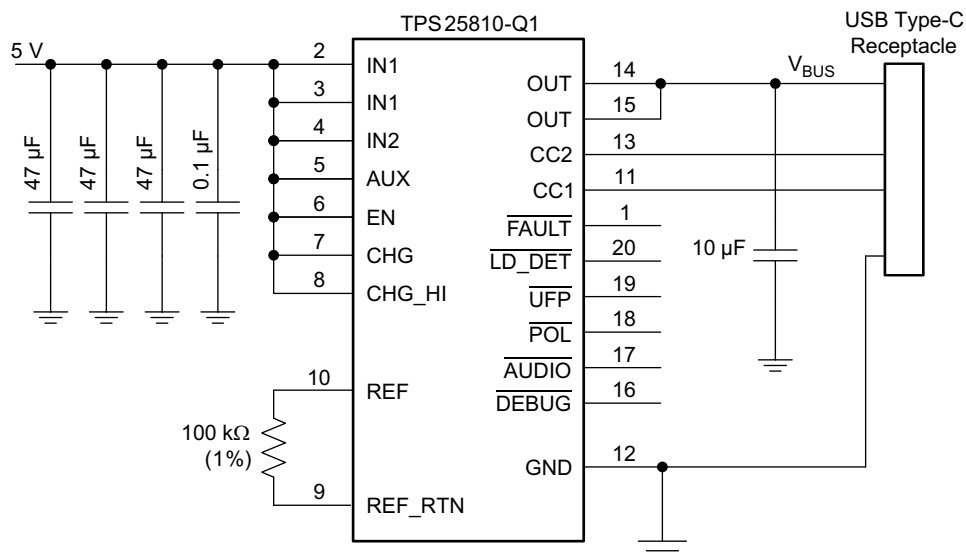 TPS25810-Q1
USB Type-C
Receptacle
5 V
2
IN1
3
IN1
4
IN2
5
AUX
6
EN
7
CHG
8
CHG_HI
10
REF
9
REF_RTN
47 µF
47 µF
47 µF
0.1 µF
100 kΩ
(1%)
OUT
14
VBUS
OUT
15
CC2
13
CC1
11
FAULT
1
LD_DET
20
UFP
19
POL
18
AUDIO
17
DEBUG
16
GND
12
10 µF